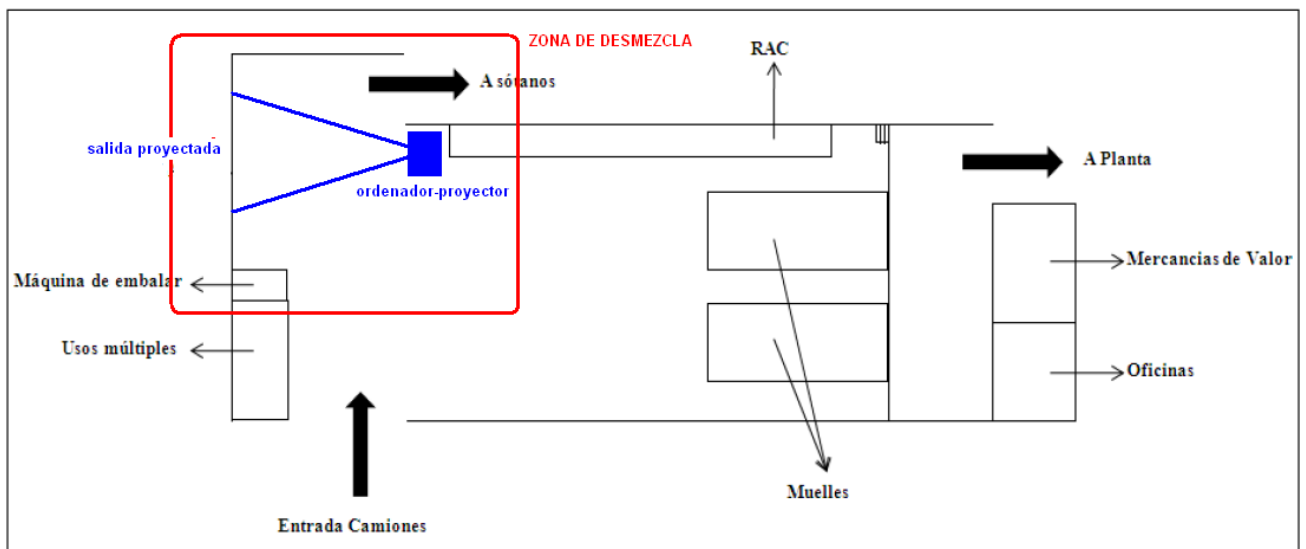 ZONA DE DESMEZCLA
RAC
A sótanos
salida proyectada
A Planta
ordenador-proyector
Mercancias de Valor
Máquina de embalar
Usos múltiples
Oficinas
Muelles
Entrada Camiones